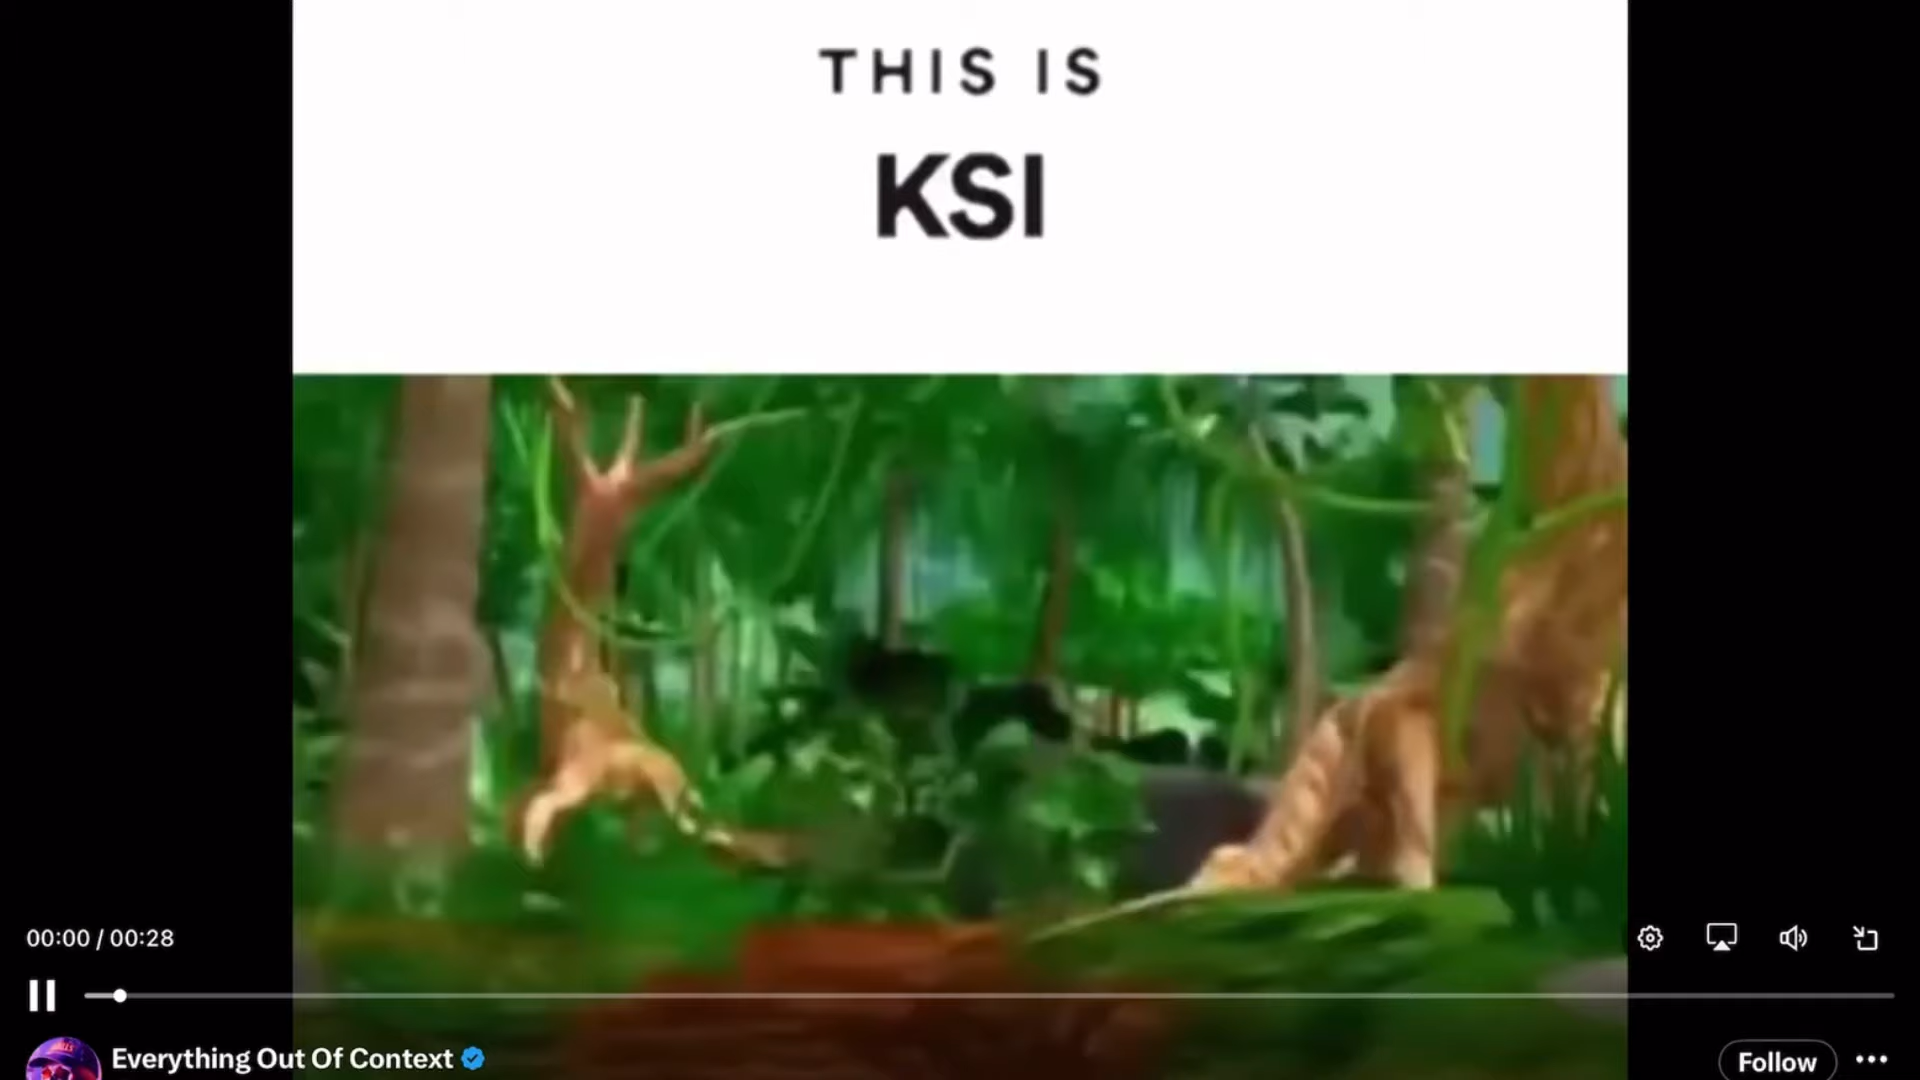 THIS IS
KSI
00:00 / 00:28
Everything Out Of Context
Follow